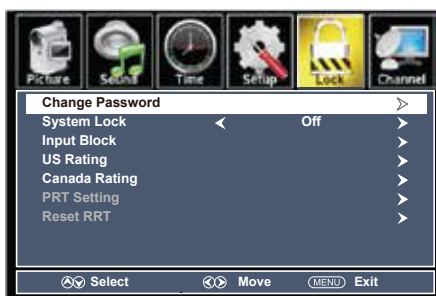 Picture Sound Time Setup Lock Channel
Change Password
System Lock Off
Input Block
US Rating
Canada Rating
PRT Setting
Reset RRT
Select Move MENU Exit